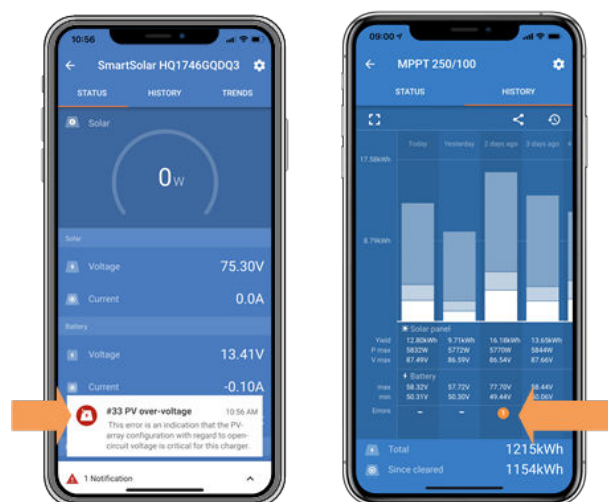 10:56
SmartSolar HQ1746GQDQ3
STATUS HISTORY TRENDS
Solar
0w
Solar
Voltage 75.30V
Current 0.0A
Battery
Voltage 13.41V
Current -0.10A
#33 PV over-voltage 10:56 AM
This error is an indication that the PV-
array configuration with regard to open-
circuit voltage is critical for this charger.
1 Notification
09:00
MPPT 250/100
STATUS HISTORY
Today Yesterday 2 days ago 3 days ago 4
17.58kWh
8.79kWh
Solar panel
Yield 12.80kWh 9.71kWh 16.18kWh 13.65kWh
P max 5832W 5772W 5770W 5844W
V max 87.49V 86.59V 86.54V 87.66V
Battery
max 58.32V 57.72V 77.70V 58.44V
min 50.31V 50.30V 49.44V 50.06V
Errors – – 1
Total 1215kWh
Since cleared 1154kWh